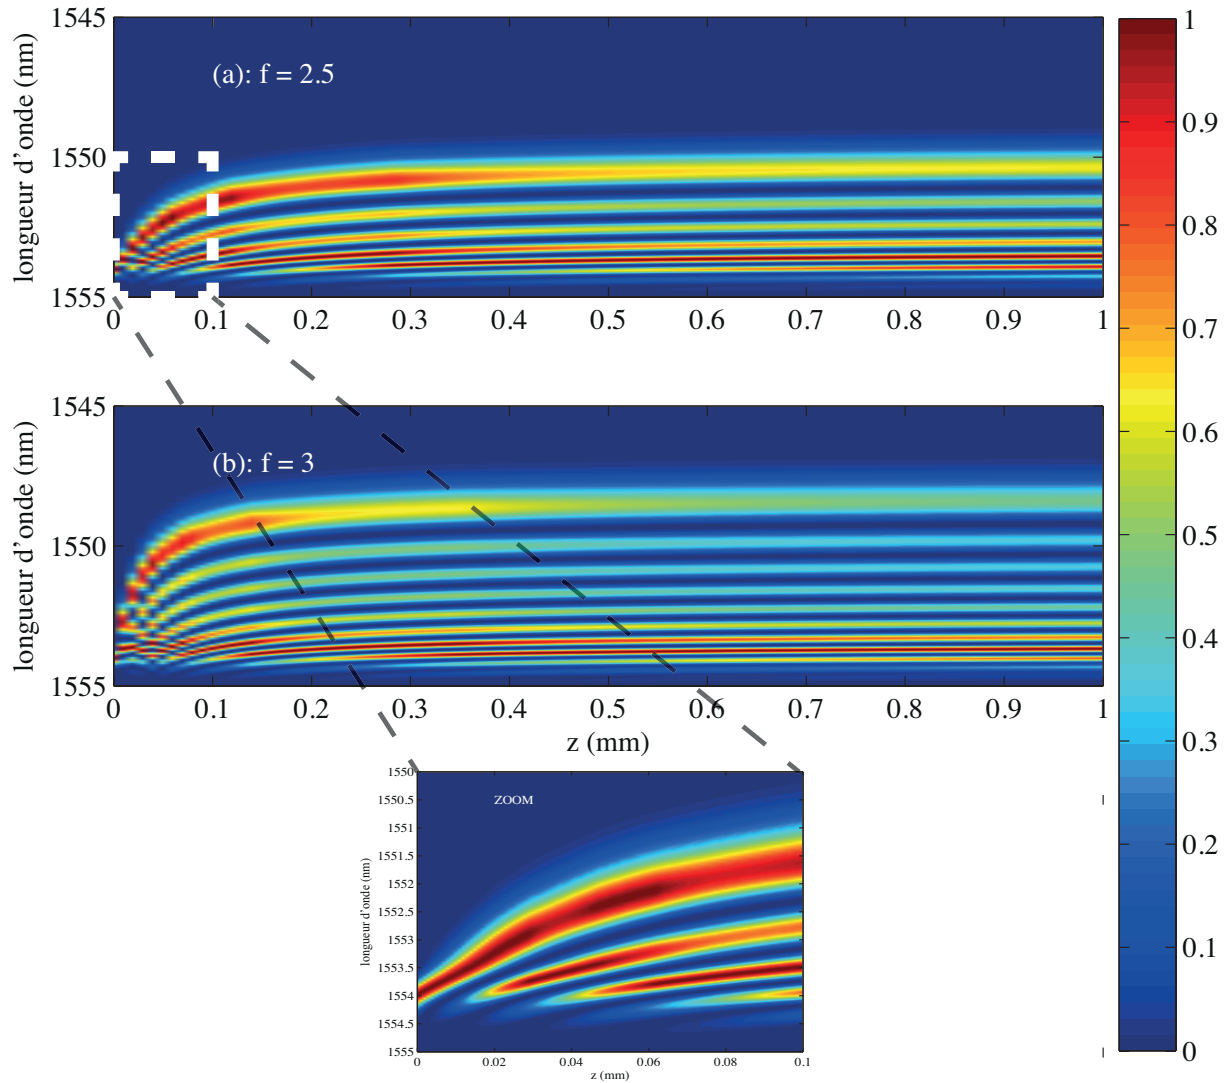 1545
(a): f = 2.5
1550
1555
longueur d'onde (nm)
0 0.1 0.2 0.3 0.4 0.5 0.6 0.7 0.8 0.9 1
1545
(b): f = 3
1550
1555
longueur d'onde (nm)
0 0.1 0.2 0.3 0.4 0.5 0.6 0.7 0.8 0.9 1
z (mm)
1
0.9
0.8
0.7
0.6
0.5
0.4
0.3
0.2
0.1
0
1550
ZOOM
1550.5
1551
1551.5
1552
1552.5
1553
1553.5
1554
1554.5
1555
longueur d'onde (nm)
0 0.02 0.04 0.06 0.08 0.1
z (mm)